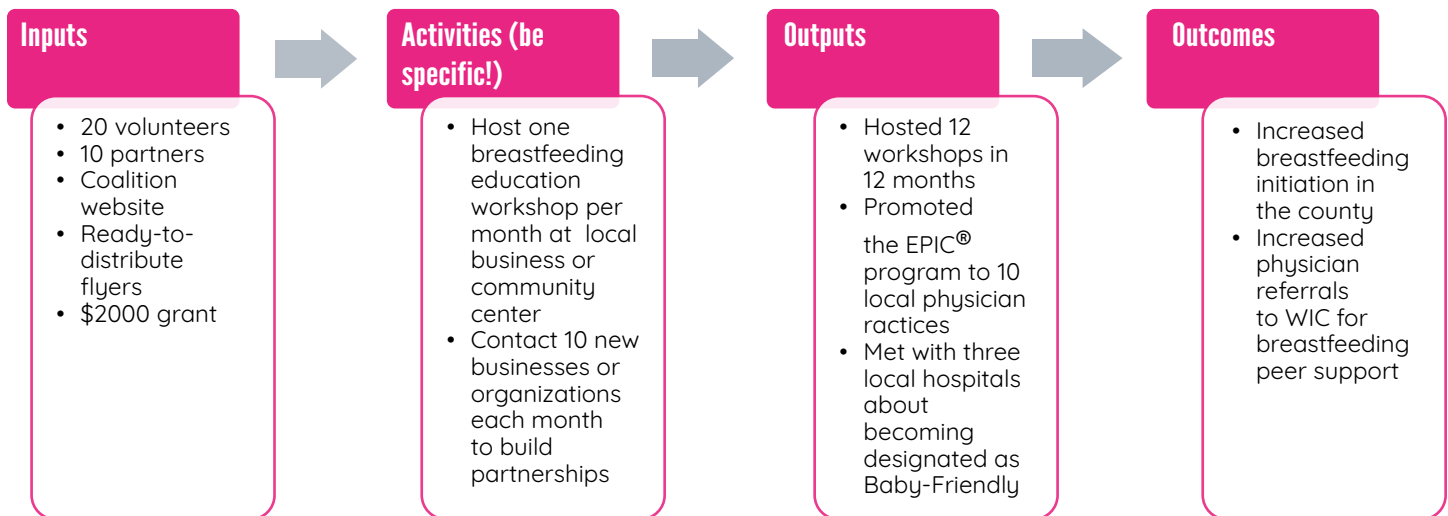 Inputs
• 20 volunteers
• 10 partners
• Coalition
website
• Ready-to-
distribute
flyers
• $2000 grant
Activities (be
specific!)
• Host one
breastfeeding
education
workshop per
month at local
business or
community
center
• Contact 10 new
businesses or
organizations
each month
to build
partnerships
Outputs
• Hosted 12
workshops in
12 months
• Promoted
the EPIC®
program to 10
local physician
ractices
• Met with three
local hospitals
about
becoming
designated as
Baby-Friendly
Outcomes
• Increased
breastfeeding
initiation in
the county
• Increased
physician
referrals
to WIC for
breastfeeding
peer support